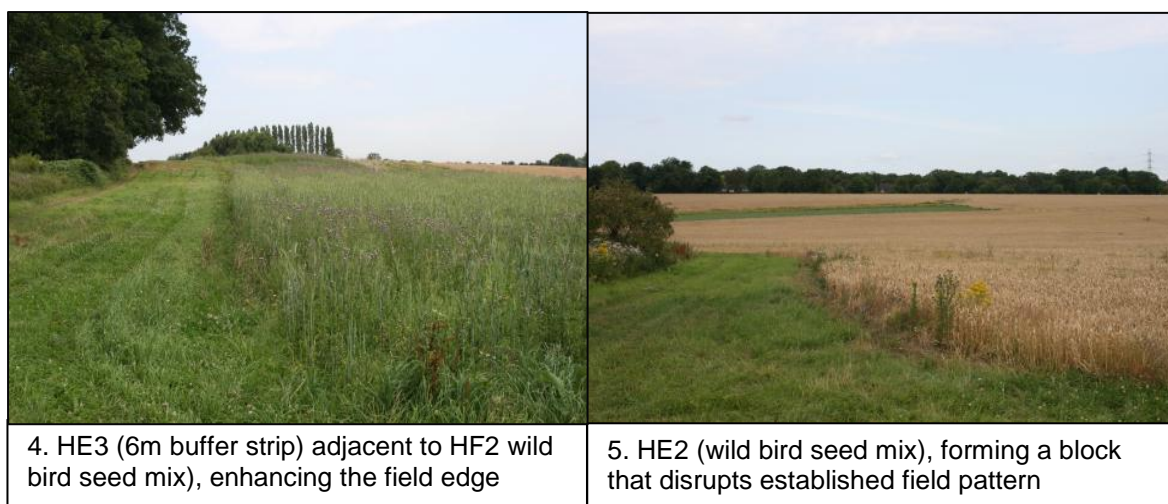 4. HE3 (6m buffer strip) adjacent to HF2 wild
bird seed mix), enhancing the field edge
5. HE2 (wild bird seed mix), forming a block
that disrupts established field pattern